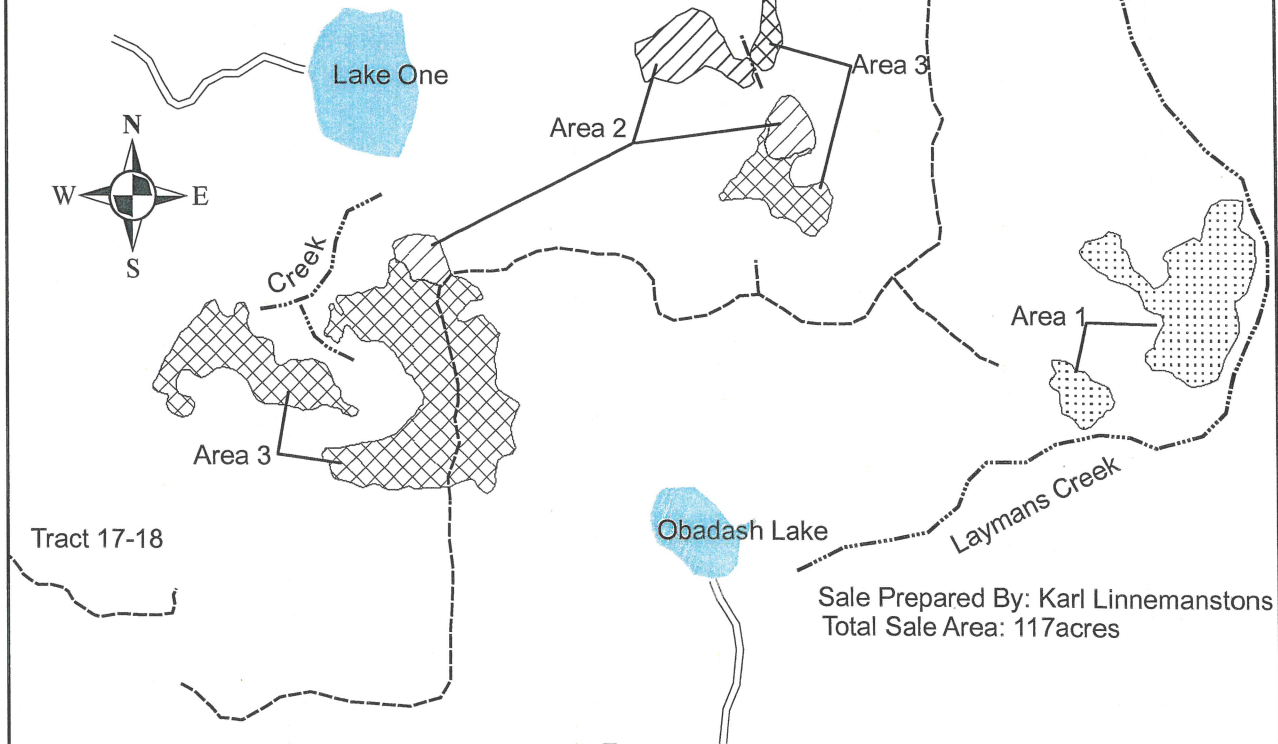 Lake One
Area 3
Area 2
N
W E
S
Creek
Area 1
Area 3
Tract 17-18
Obadash Lake
Laymans Creek
Sale Prepared By: Karl Linnemanstons
Total Sale Area: 117acres